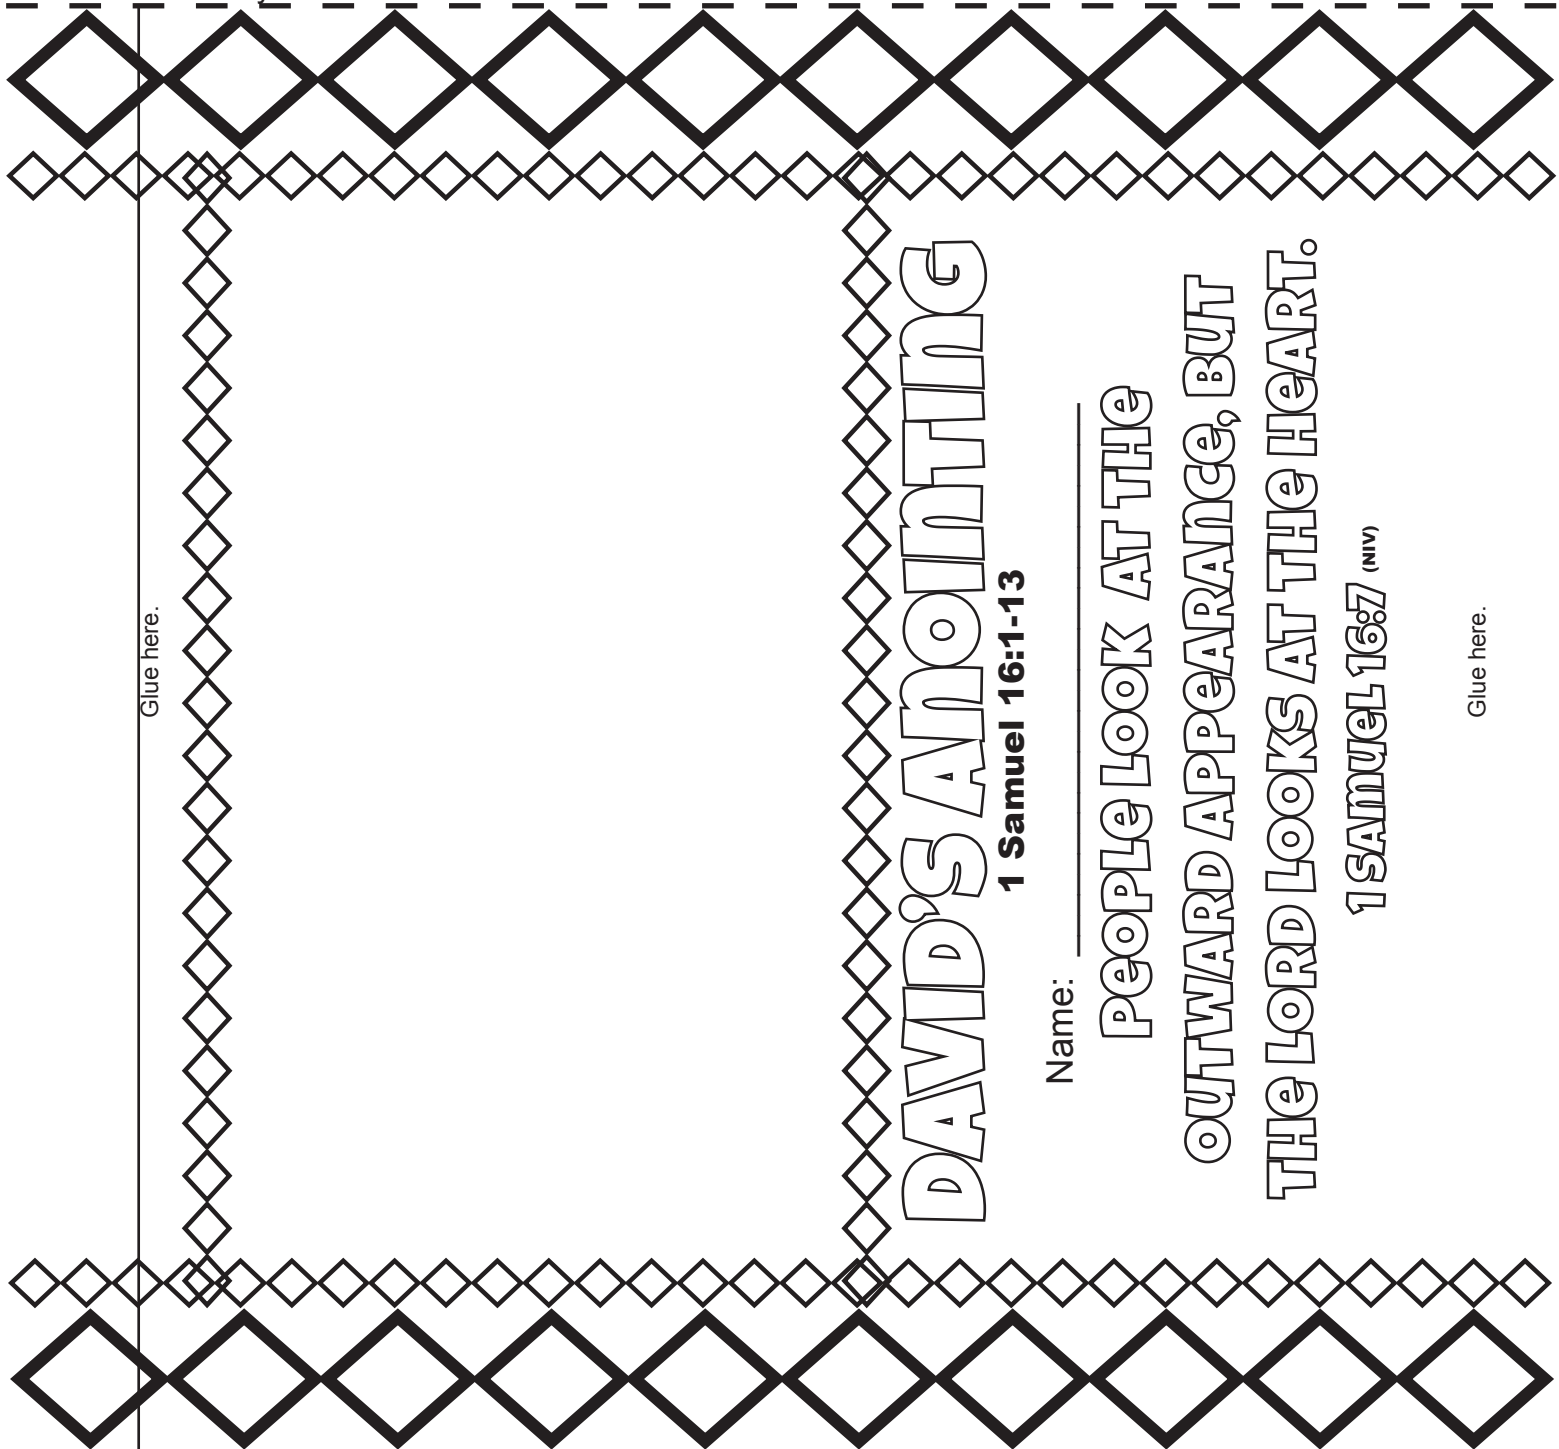 Glue here.
DAVID'S ANOINTING
1 Samuel 16:1-13
Name:
PEOPLE LOOK AT THE
OUTWARD APPEARANCE, BUT
THE LORD LOOKS AT THE HEART.
1 SAMUEL 16:7 (NIV)
Glue here.